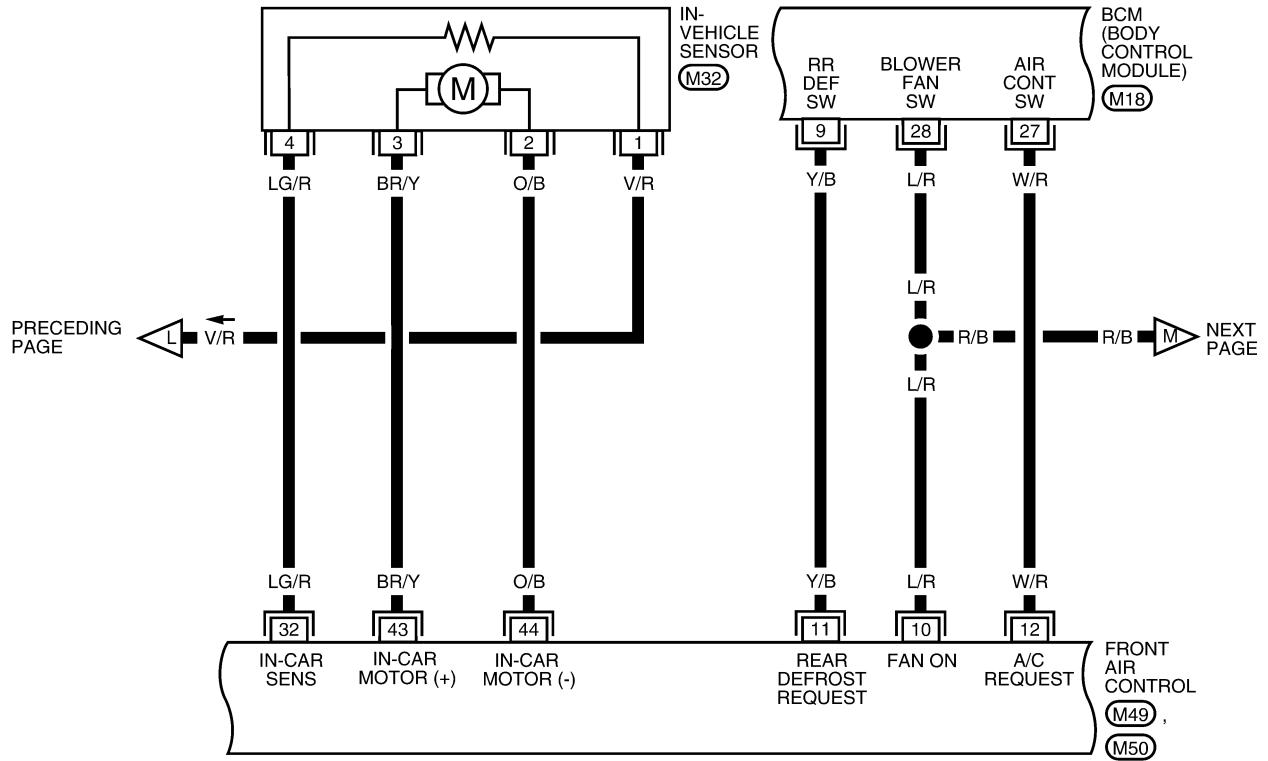 IN-
VEHICLE
SENSOR
M32
M
4
3
2
1
LG/R
BR/Y
O/B
V/R
BCM
(BODY
CONTROL
MODULE)
M18
RR
DEF
SW
BLOWER
FAN
SW
AIR
CONT
SW
9
28
27
Y/B
L/R
W/R
L/R
PRECEDING
PAGE
L
V/R
R/B
R/B
M
NEXT
PAGE
L/R
LG/R
BR/Y
O/B
Y/B
L/R
W/R
32
43
44
11
10
12
IN-CAR
SENS
IN-CAR
MOTOR (+)
IN-CAR
MOTOR (-)
REAR
DEFROST
REQUEST
FAN ON
A/C
REQUEST
FRONT
AIR
CONTROL
M49 ,
M50